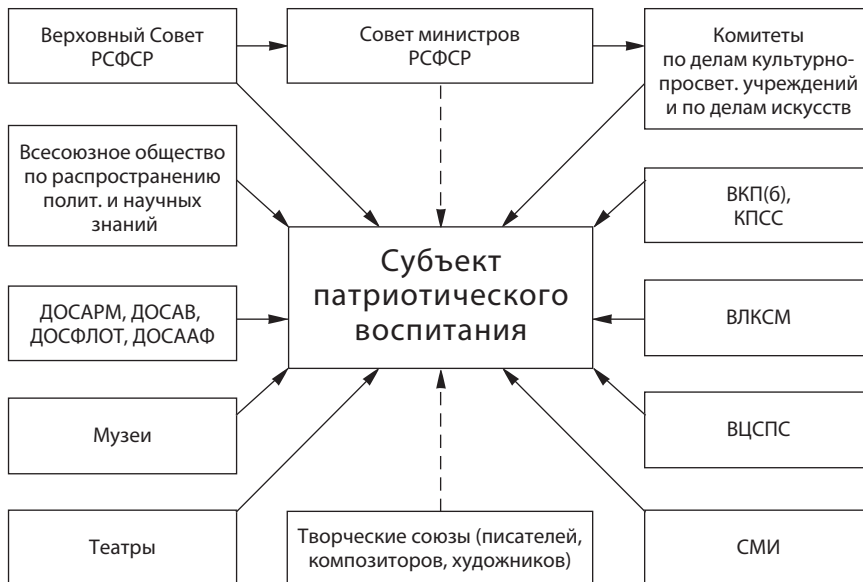 Верховный Совет
РСФСР
Совет министров
РСФСР
Комитеты
по делам культурно-
просвет. учреждений
и по делам искусств
Всесоюзное общество
по распространению
полит. и научных
знаний
ВКП(б),
КПСС
Субъект
патриотического
воспитания
ДОСАРМ, ДОСАВ,
ДОСФЛОТ, ДОСААФ
ВЛКСМ
Музеи
ВЦСПС
Театры
Творческие союзы (писателей,
композиторов, художников)
СМИ